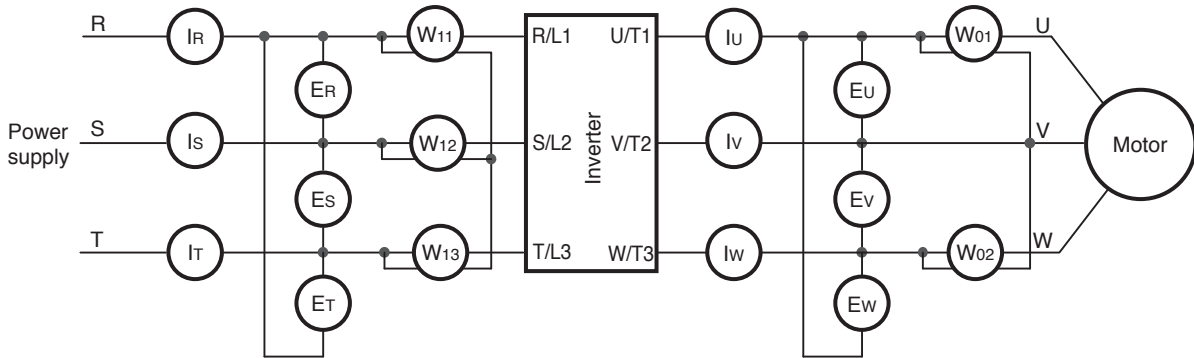 R IR W11 R/L1 U/T1 IU W01 U
ER EU
Power supply
S IS W12 S/L2 Inverter V/T2 IV V Motor
ES EV
T IT W13 T/L3 W/T3 IW W02 W
ET EW